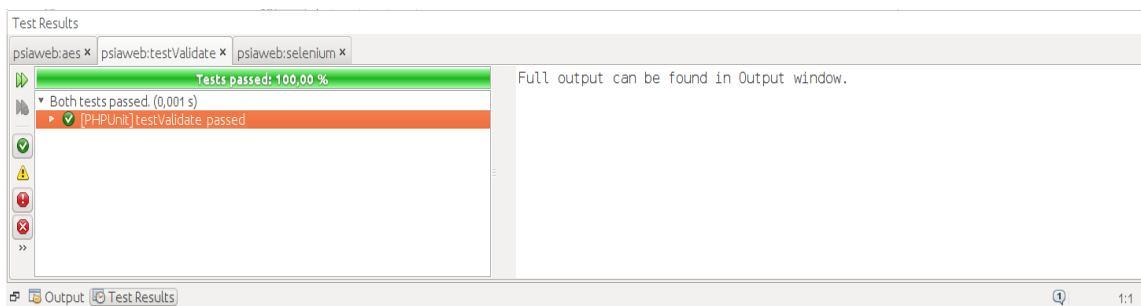 Test Results
psiaweb:aes × psiaweb:testValidate × psiaweb:selenium ×
Tests passed: 100,00 %
Both tests passed. (0,001 s)
[PHPUnit] testValidate passed
Full output can be found in Output window.
Output Test Results
1
1:1